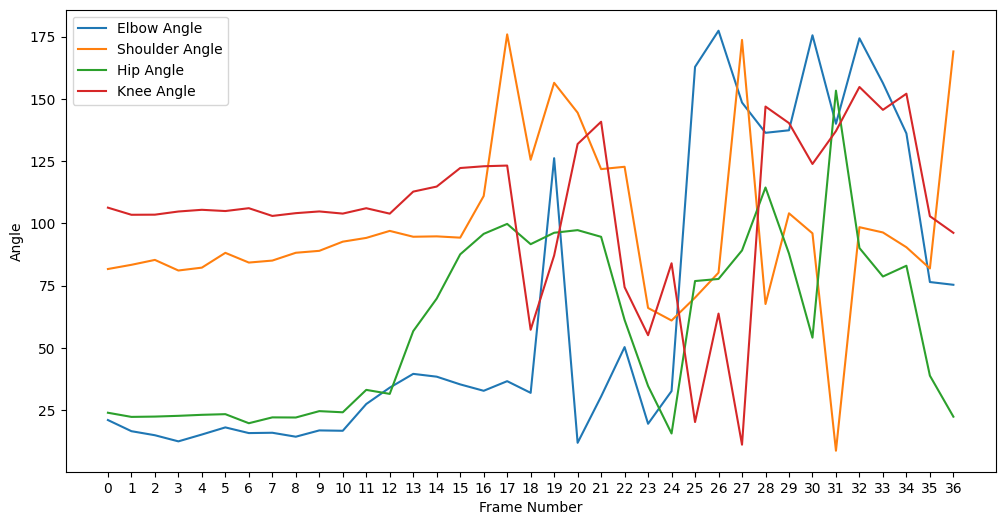 Elbow Angle
Shoulder Angle
Hip Angle
Knee Angle
175
150
125
100
75
50
25
Angle
0 1 2 3 4 5 6 7 8 9 10 11 12 13 14 15 16 17 18 19 20 21 22 23 24 25 26 27 28 29 30 31 32 33 34 35 36
Frame Number